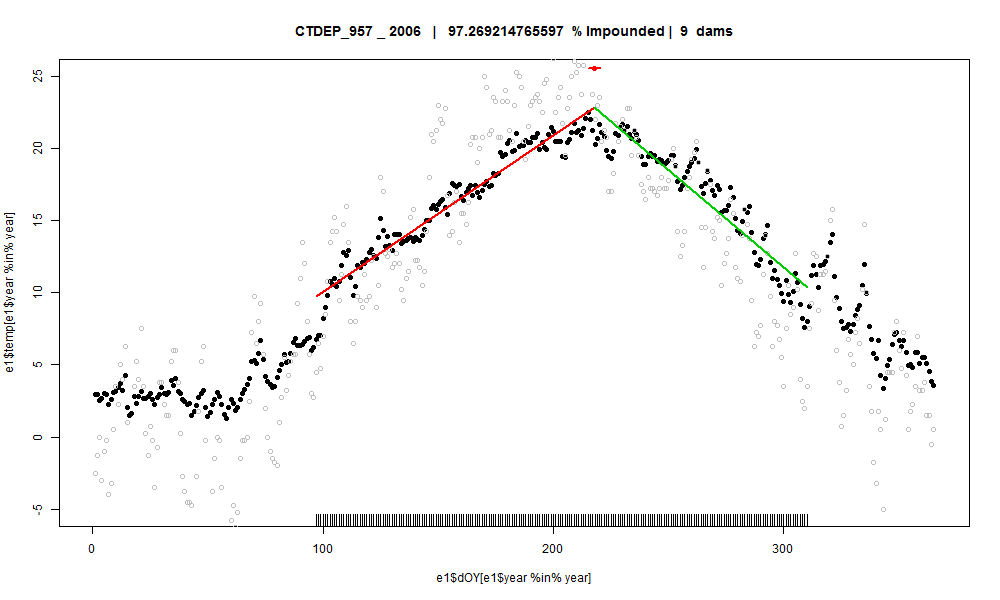 CTDEP_957 _ 2006 | 97.269214765597 % Impounded | 9 dams
e1$temp[e1$year %in% year]
25
20
15
10
5
0
-5
0 100 200 300
e1$dOY[e1$year %in% year]